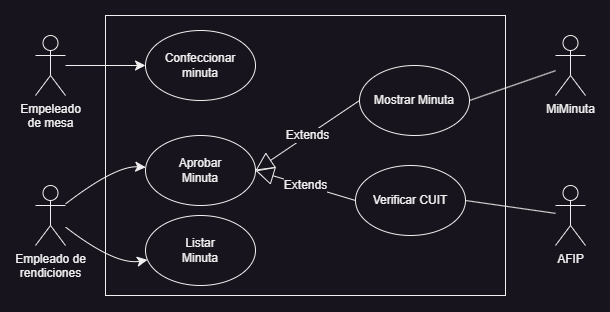 Confeccionar
minuta
Empeleado
de mesa
Mostrar Minuta
MiMinuta
Extends
Aprobar
Minuta
Extends
Verificar CUIT
Listar
Minuta
Empleado de
rendiciones
AFIP